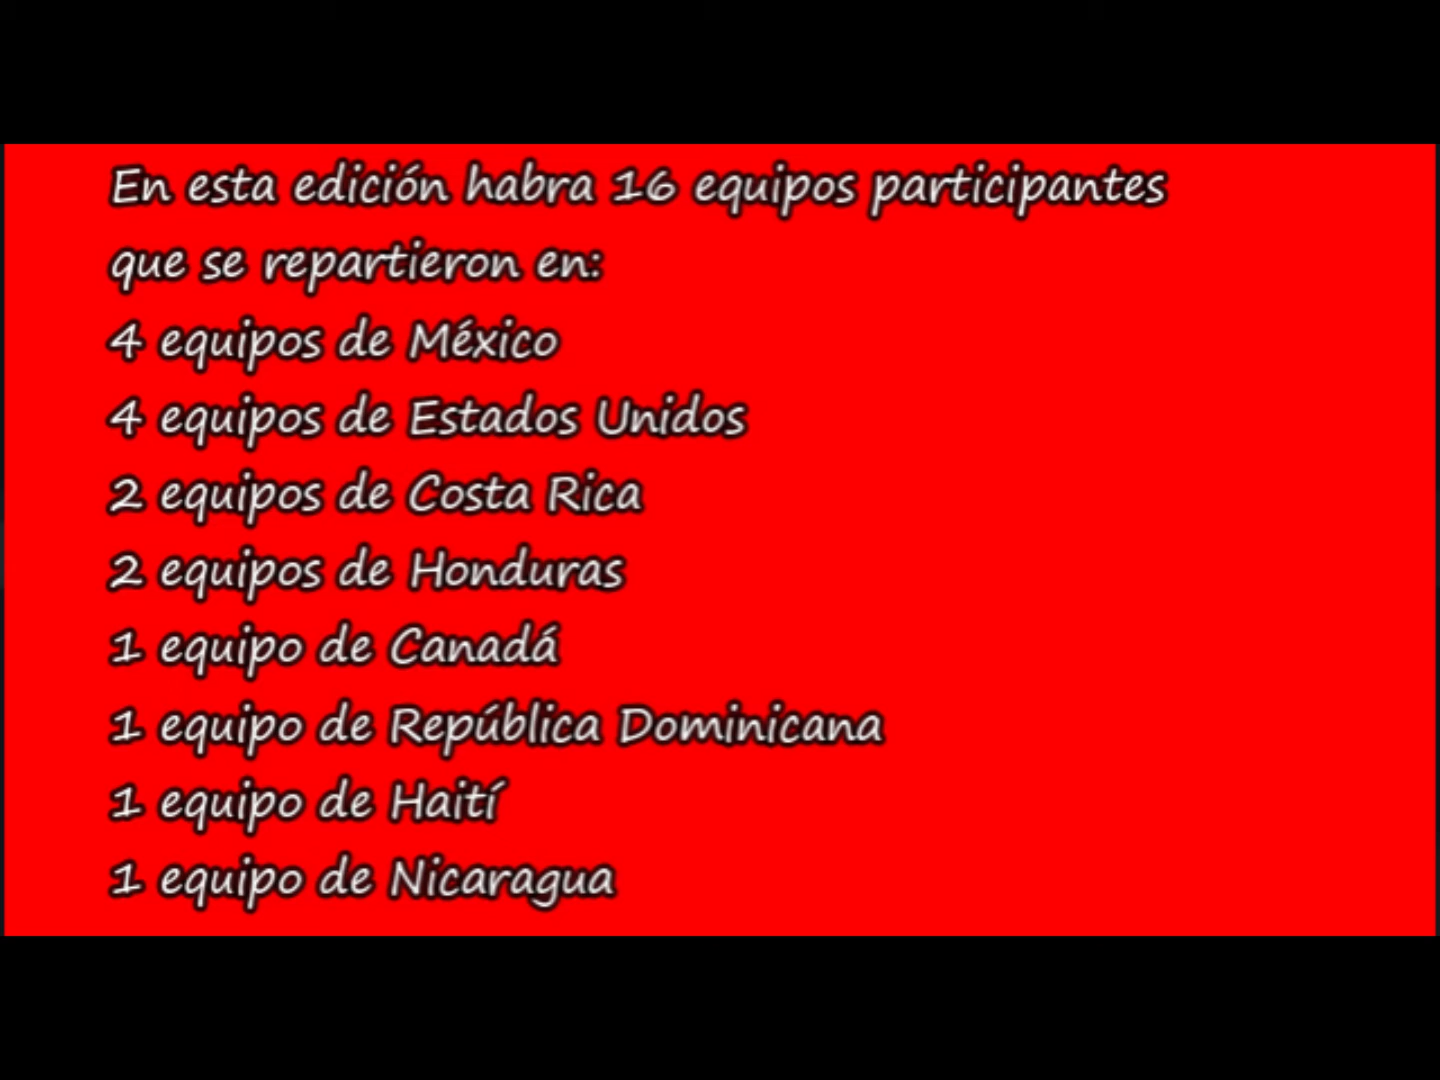 En esta edición habra 16 equipos participantes
que se repartieron en:
4 equipos de México
4 equipos de Estados Unidos
2 equipos de Costa Rica
2 equipos de Honduras
1 equipo de Canadá
1 equipo de República Dominicana
1 equipo de Haití
1 equipo de Nicaragua